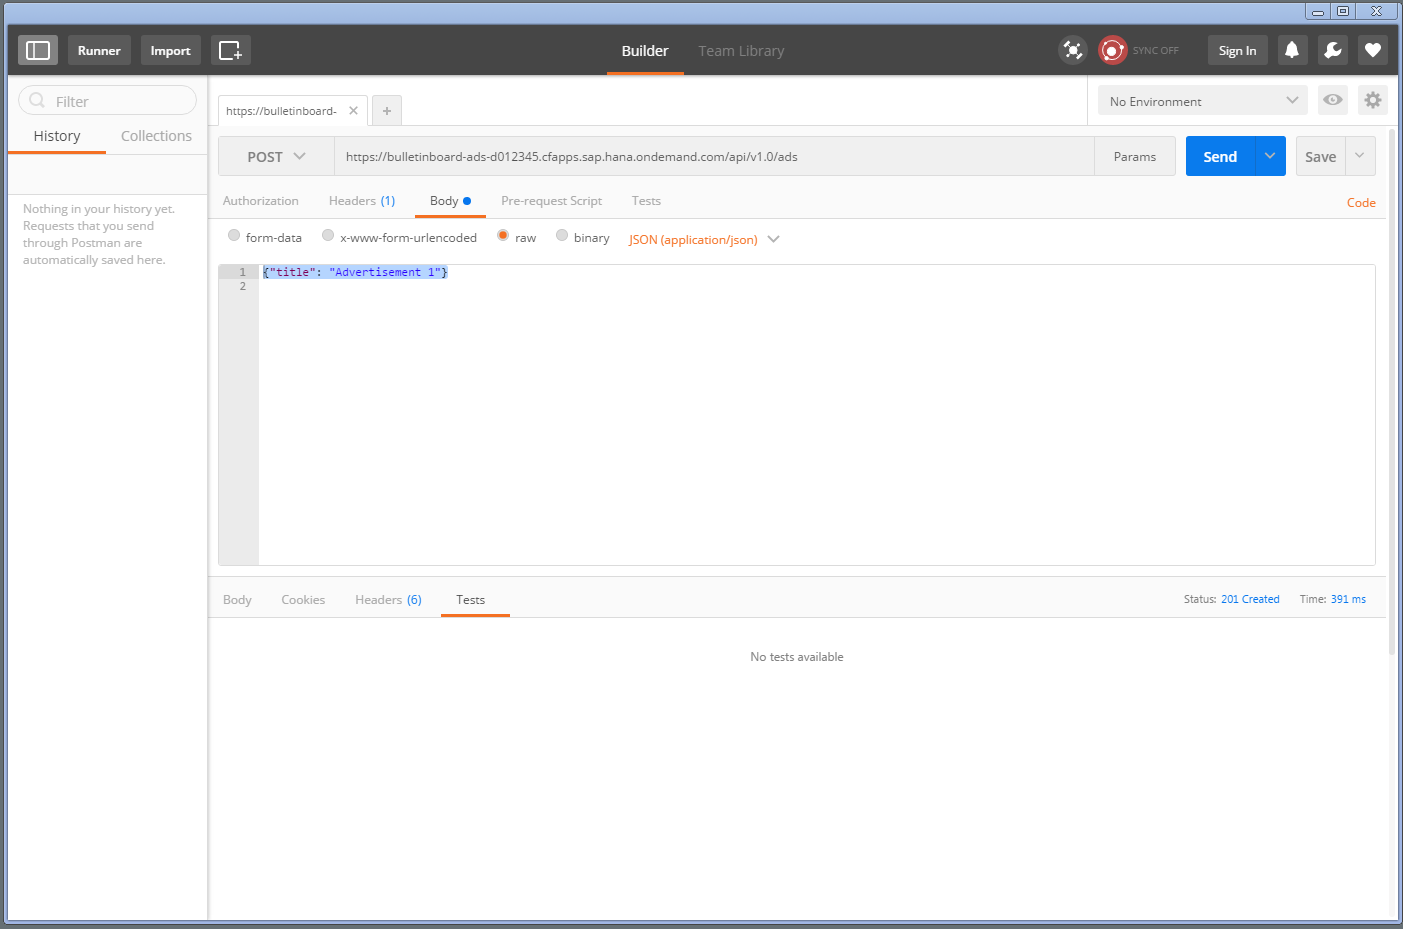 Runner
Import
Builder
Team Library
SYNC OFF
Sign In
Filter
History
Collections
Nothing in your history yet.
Requests that you send
through Postman are
automatically saved here.
https://bulletinboard-
No Environment
POST
https://bulletinboard-ads-d012345.cfapps.sap.hana.ondemand.com/api/v1.0/ads
Params
Send
Save
Authorization
Headers (1)
Body
Pre-request Script
Tests
Code
form-data
x-www-form-urlencoded
raw
binary
JSON (application/json)
1 {"title": "Advertisement 1"}
2
Body
Cookies
Headers (6)
Tests
Status: 201 Created
Time: 391 ms
No tests available